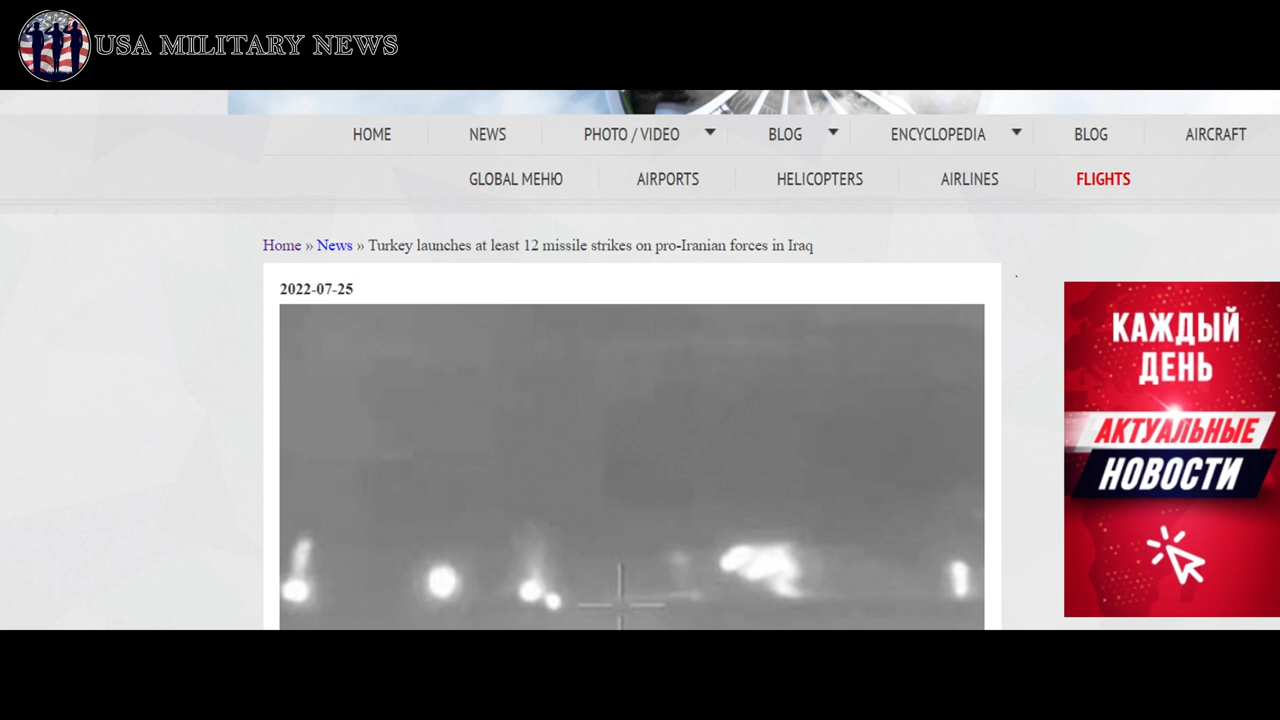 USA MILITARY NEWS
HOME NEWS PHOTO / VIDEO BLOG ENCYCLOPEDIA BLOG AIRCRAFT
GLOBAL МЕНЮ AIRPORTS HELICOPTERS AIRLINES FLIGHTS
Home » News » Turkey launches at least 12 missile strikes on pro-Iranian forces in Iraq
2022-07-25
КАЖДЫЙ
ДЕНЬ
АКТУАЛЬНЫЕ
НОВОСТИ